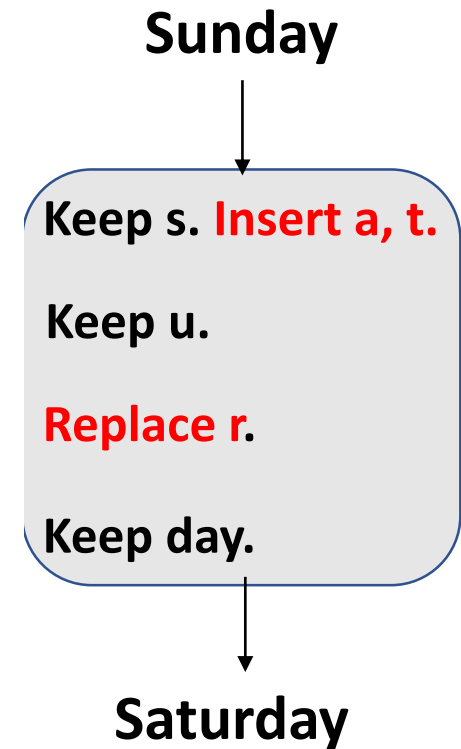 Sunday
Keep s. Insert a, t.
Keep u.
Replace r.
Keep day.
Saturday